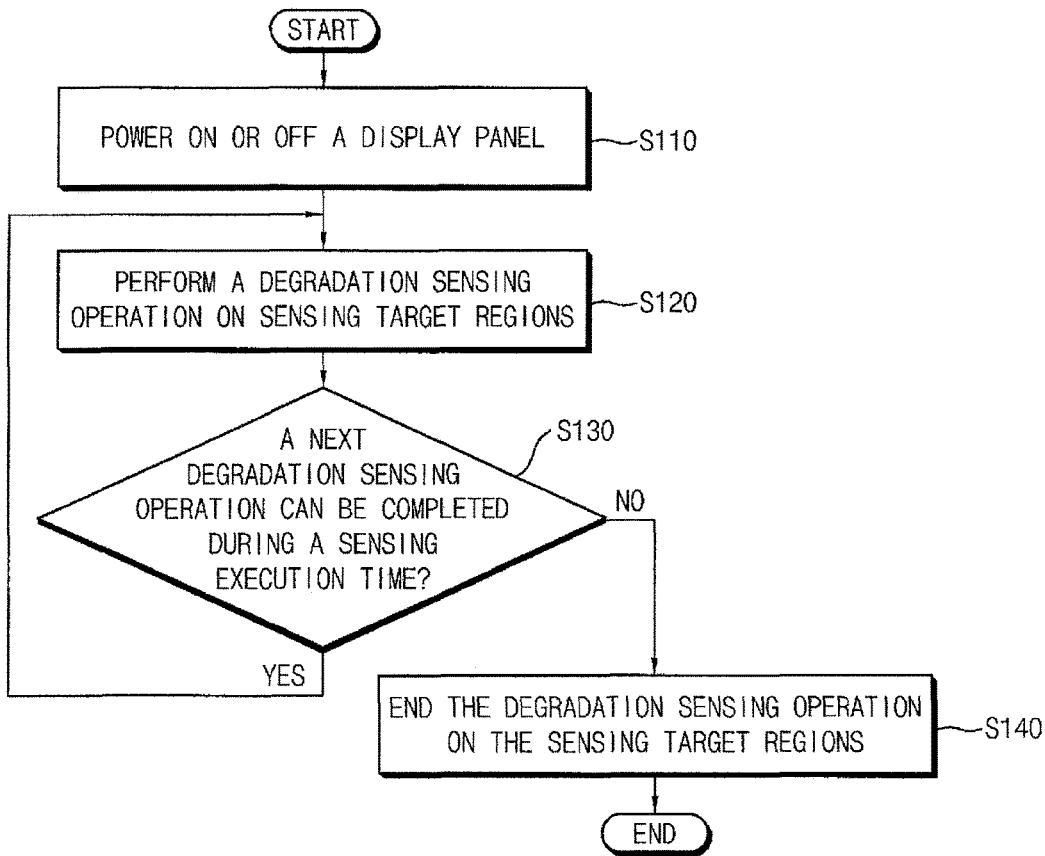 START
POWER ON OR OFF A DISPLAY PANEL
S110
PERFORM A DEGRADATION SENSING
OPERATION ON SENSING TARGET REGIONS
S120
A NEXT
DEGRADATION SENSING
OPERATION CAN BE COMPLETED
DURING A SENSING
EXECUTION TIME?
S130
NO
YES
END THE DEGRADATION SENSING OPERATION
ON THE SENSING TARGET REGIONS
S140
END